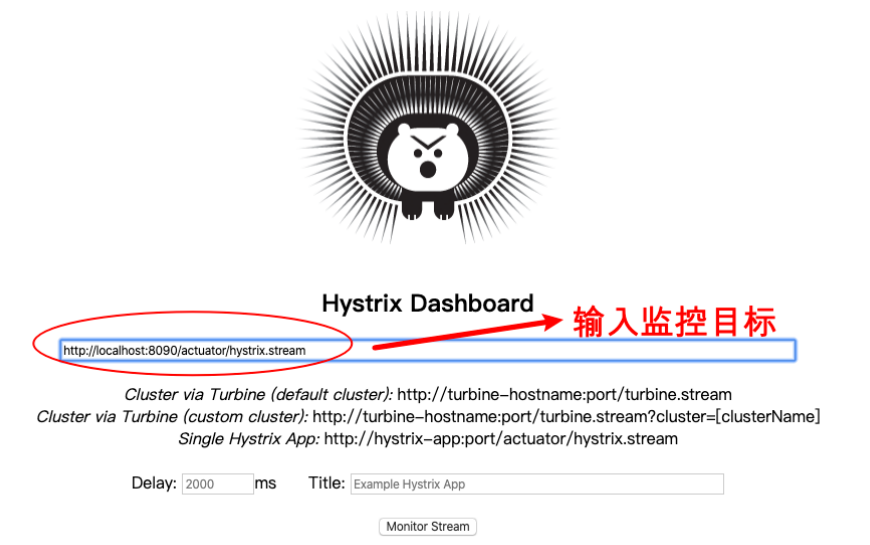 Hystrix Dashboard
输入监控目标
http://localhost:8090/actuator/hystrix.stream
Cluster via Turbine (default cluster): http://turbine-hostname:port/turbine.stream
Cluster via Turbine (custom cluster): http://turbine-hostname:port/turbine.stream?cluster=[clusterName]
Single Hystrix App: http://hystrix-app:port/actuator/hystrix.stream
Delay: 2000 ms Title: Example Hystrix App
Monitor Stream